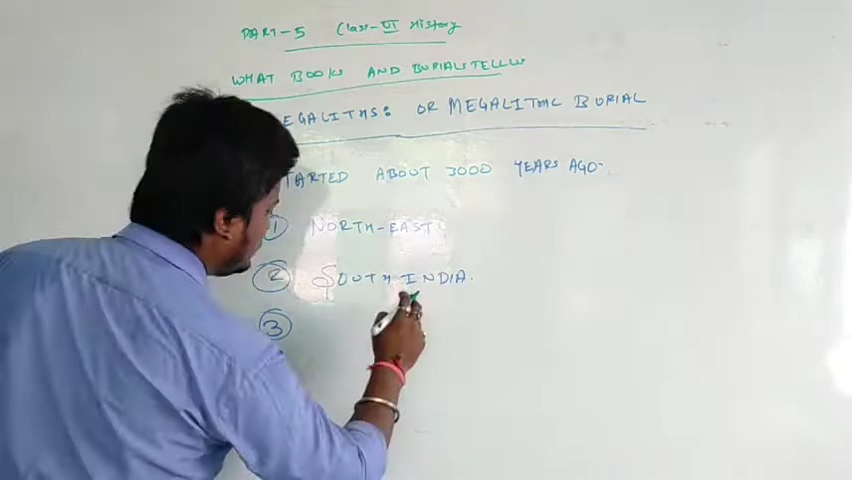 PART-5 Class-VI History
WHAT BOOKS AND BURIALS TELL US
EGALITHS: OR MEGALITHIC BURIAL
TARTED ABOUT 3000 YEARS AGO-
1 NORTH-EAST
2 SOUTH INDIA.
3